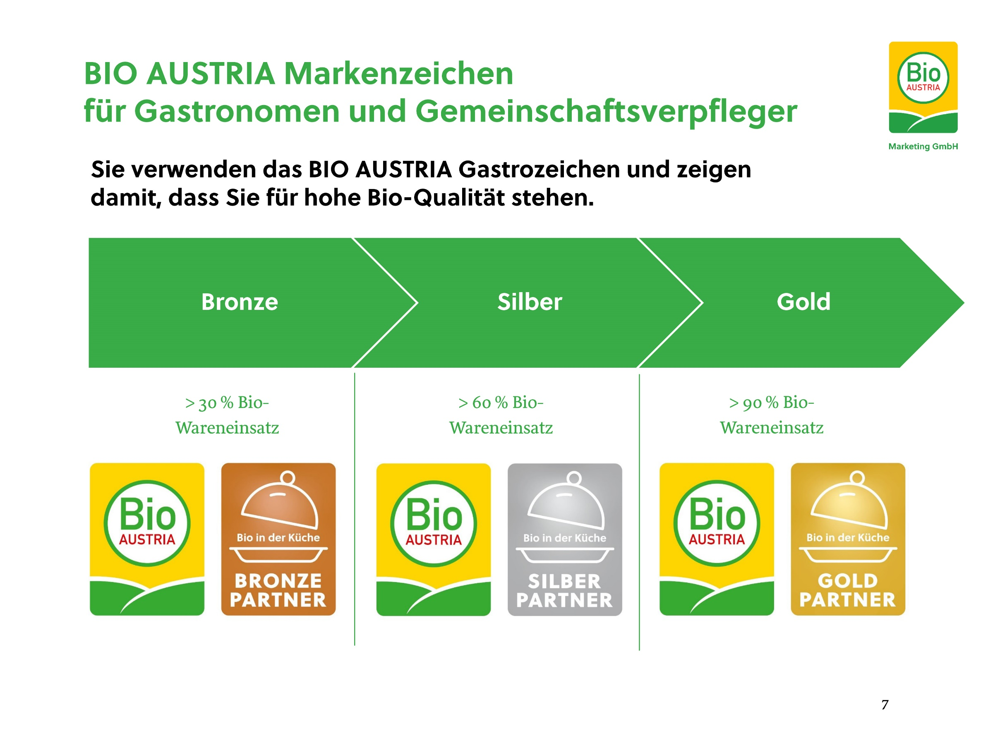 BIO AUSTRIA Markenzeichen
für Gastronomen und Gemeinschaftsverpfleger
Bio
AUSTRIA
Marketing GmbH
Sie verwenden das BIO AUSTRIA Gastrozeichen und zeigen
damit, dass Sie für hohe Bio-Qualität stehen.
Bronze
Silber
Gold
> 30 % Bio-
Wareneinsatz
> 60 % Bio-
Wareneinsatz
> 90 % Bio-
Wareneinsatz
Bio
AUSTRIA
Bio in der Küche
BRONZE
PARTNER
Bio
AUSTRIA
Bio in der Küche
SILBER
PARTNER
Bio
AUSTRIA
Bio in der Küche
GOLD
PARTNER
7